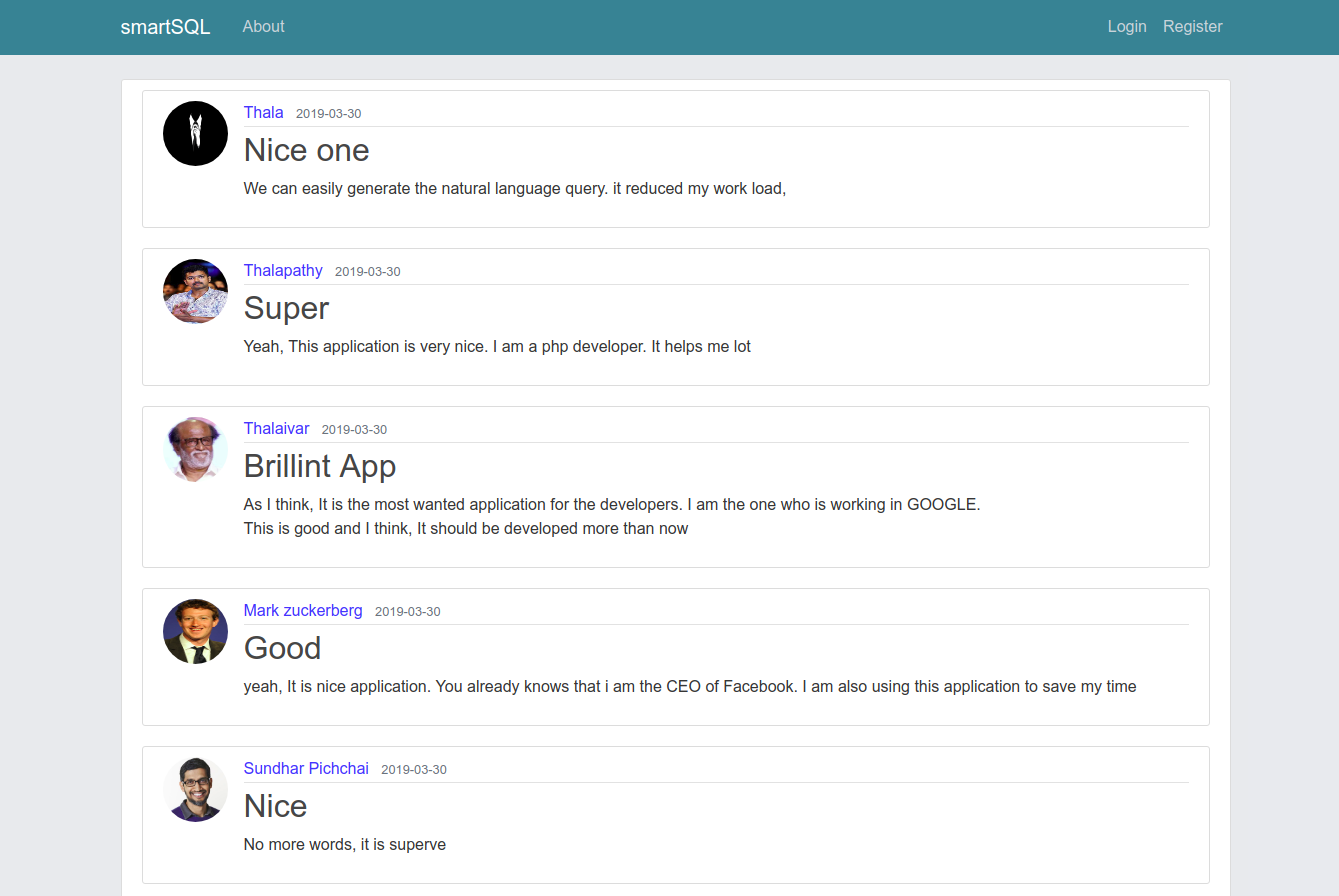 smartSQL About Login Register
Thala 2019-03-30
Nice one
We can easily generate the natural language query. it reduced my work load,
Thalapathy 2019-03-30
Super
Yeah, This application is very nice. I am a php developer. It helps me lot
Thalaivar 2019-03-30
Brillint App
As I think, It is the most wanted application for the developers. I am the one who is working in GOOGLE.
This is good and I think, It should be developed more than now
Mark zuckerberg 2019-03-30
Good
yeah, It is nice application. You already knows that i am the CEO of Facebook. I am also using this application to save my time
Sundhar Pichchai 2019-03-30
Nice
No more words, it is superve